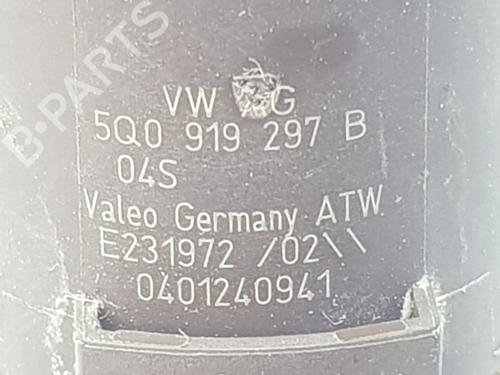 B-PARTS
VW G
5Q0 919 297 B
04S
Valeo Germany ATW
E231972 /02\\
0401240941